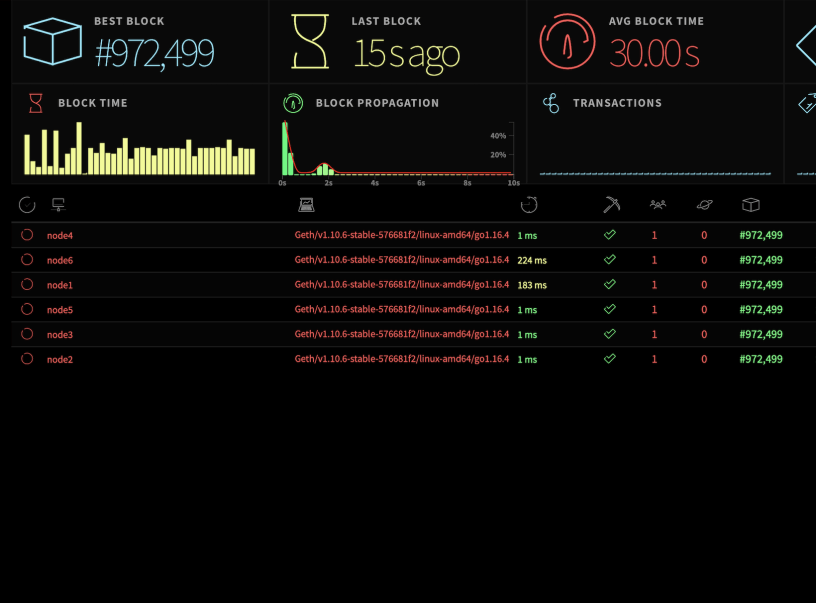 BEST BLOCK
#972,499
LAST BLOCK
15 s ago
AVG BLOCK TIME
30.00 s
BLOCK TIME
BLOCK PROPAGATION
40%
20%
0s 2s 4s 6s 8s 10s
TRANSACTIONS
node4 Geth/v1.10.6-stable-576681f2/linux-amd64/go1.16.4 1 ms 1 0 #972,499
node6 Geth/v1.10.6-stable-576681f2/linux-amd64/go1.16.4 224 ms 1 0 #972,499
node1 Geth/v1.10.6-stable-576681f2/linux-amd64/go1.16.4 183 ms 1 0 #972,499
node5 Geth/v1.10.6-stable-576681f2/linux-amd64/go1.16.4 1 ms 1 0 #972,499
node3 Geth/v1.10.6-stable-576681f2/linux-amd64/go1.16.4 1 ms 1 0 #972,499
node2 Geth/v1.10.6-stable-576681f2/linux-amd64/go1.16.4 1 ms 1 0 #972,499